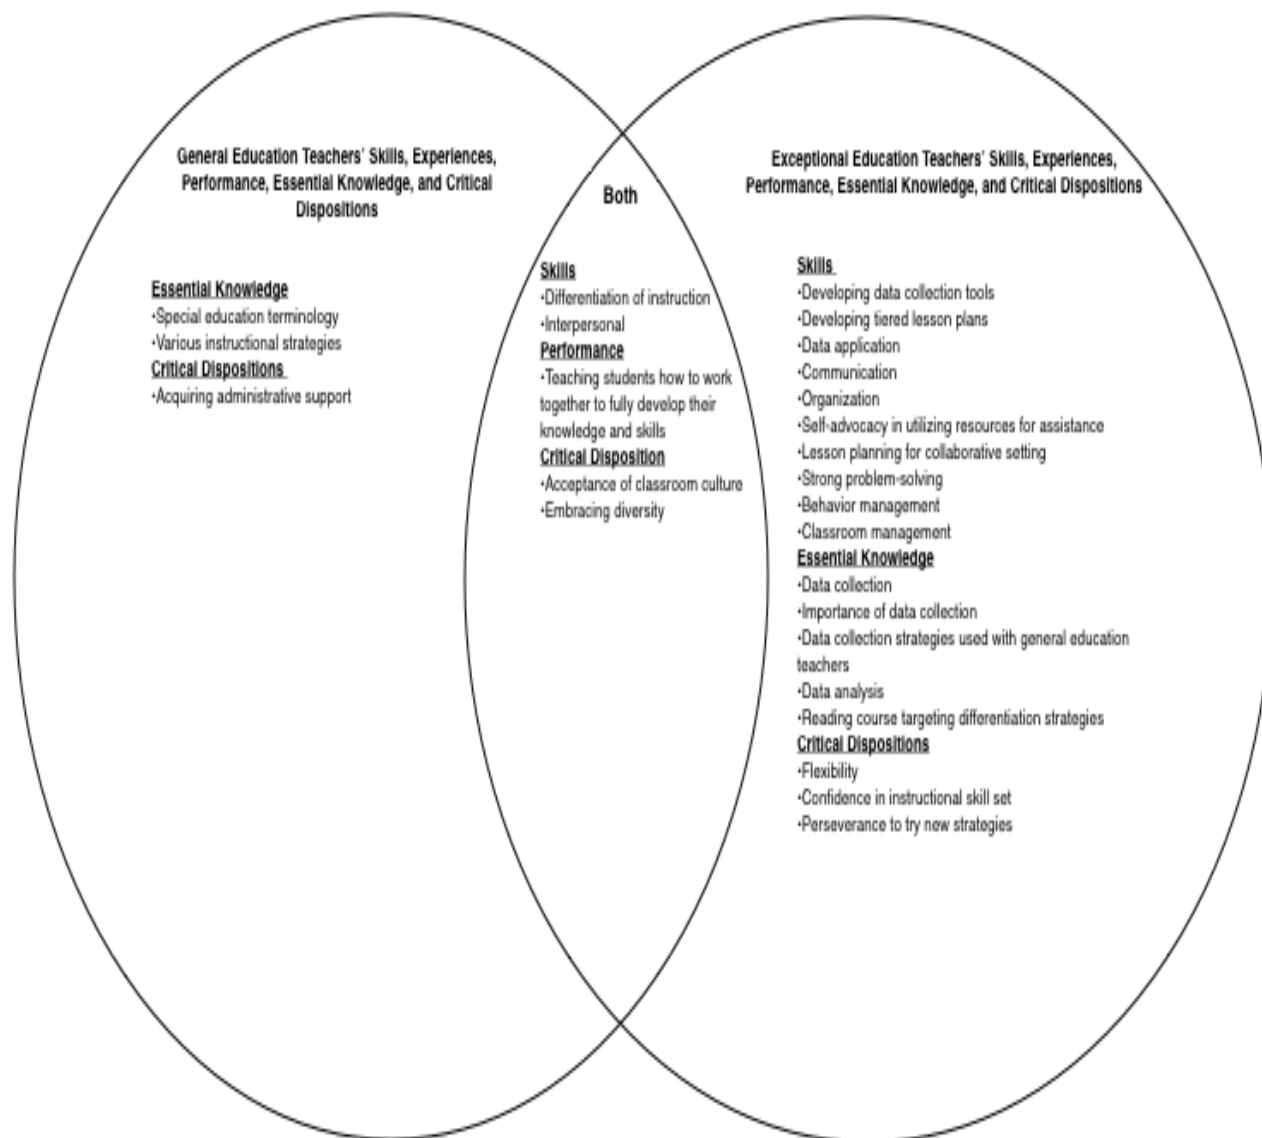 General Education Teachers' Skills, Experiences,
Performance, Essential Knowledge, and Critical
Dispositions
Essential Knowledge
•Special education terminology
•Various instructional strategies
Critical Dispositions
•Acquiring administrative support
Both
Skills
•Differentiation of instruction
•Interpersonal
Performance
•Teaching students how to work
together to fully develop their
knowledge and skills
Critical Disposition
•Acceptance of classroom culture
•Embracing diversity
Exceptional Education Teachers' Skills, Experiences,
Performance, Essential Knowledge, and Critical Dispositions
Skills
•Developing data collection tools
•Developing tiered lesson plans
•Data application
•Communication
•Organization
•Self-advocacy in utilizing resources for assistance
•Lesson planning for collaborative setting
•Strong problem-solving
•Behavior management
•Classroom management
Essential Knowledge
•Data collection
•Importance of data collection
•Data collection strategies used with general education
teachers
•Data analysis
•Reading course targeting differentiation strategies
Critical Dispositions
•Flexibility
•Confidence in instructional skill set
•Perseverance to try new strategies